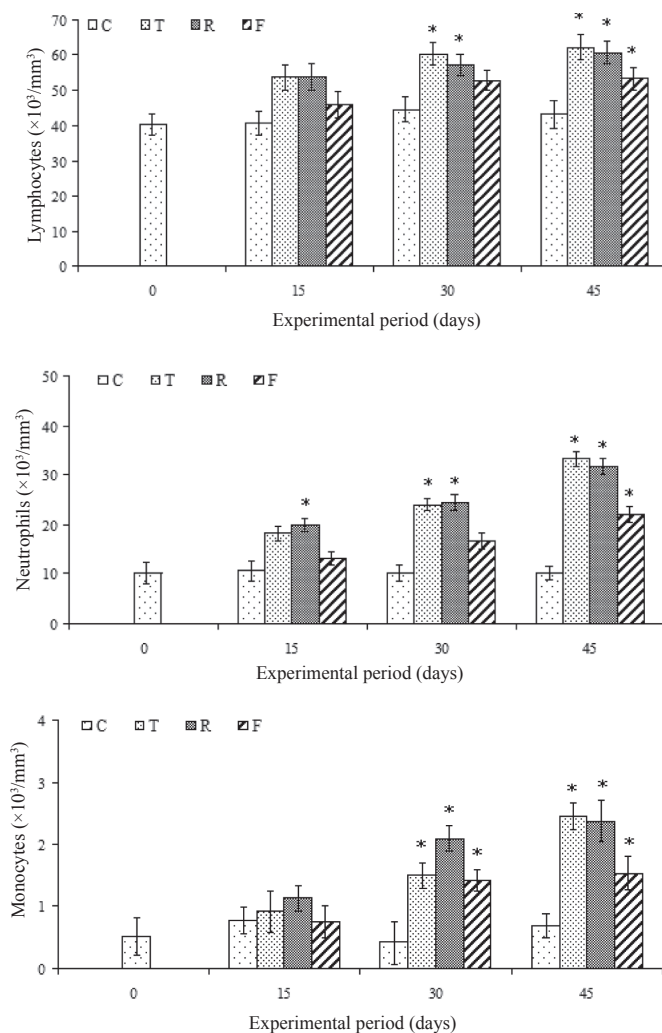 70
C T R F
60
50
40
30
20
10
0
Lymphocytes (×10³/mm³)
* *
* * *
0 15 30 45
Experimental period (days)
50
C T R F
40
30
20
10
0
Neutrophils (×10³/mm³)
*
* *
* * *
0 15 30 45
Experimental period (days)
4
C T R F
3
2
1
0
Monocytes (×10³/mm³)
* * *
* * *
0 15 30 45
Experimental period (days)